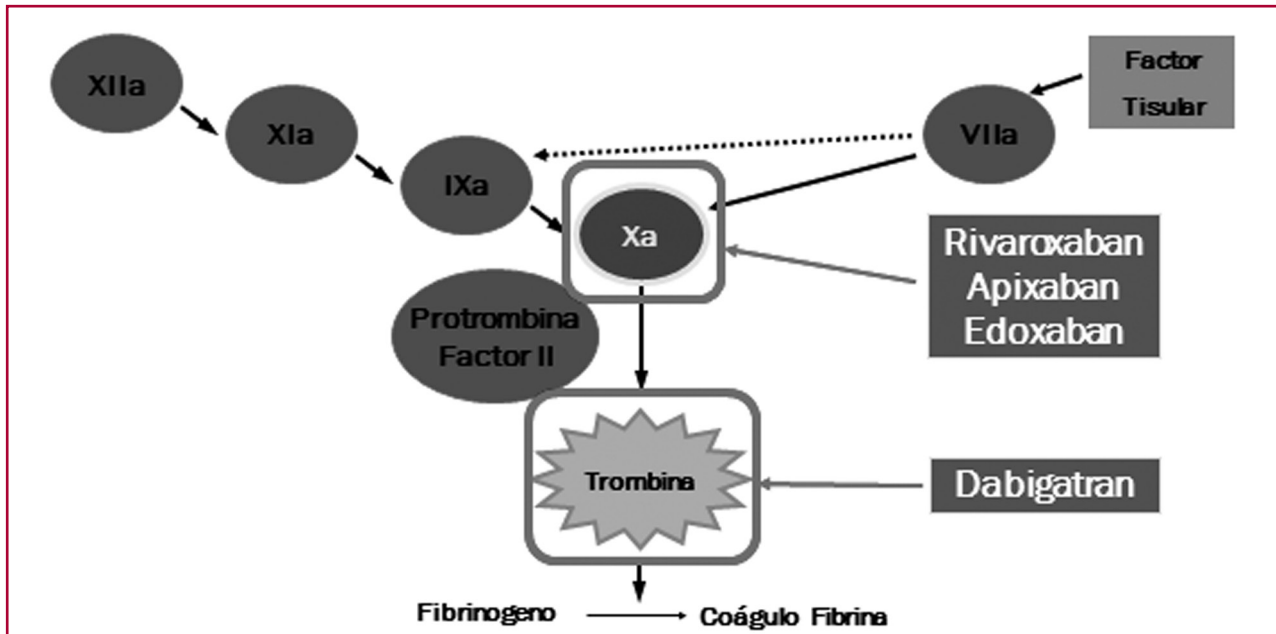 XIIa
XIa
IXa
Xa
VIIa
Factor
Tisular
Rivaroxaban
Apixaban
Edoxaban
Protrombina
Factor II
Trombina
Dabigatran
Fibrinogeno
Coágulo Fibrina